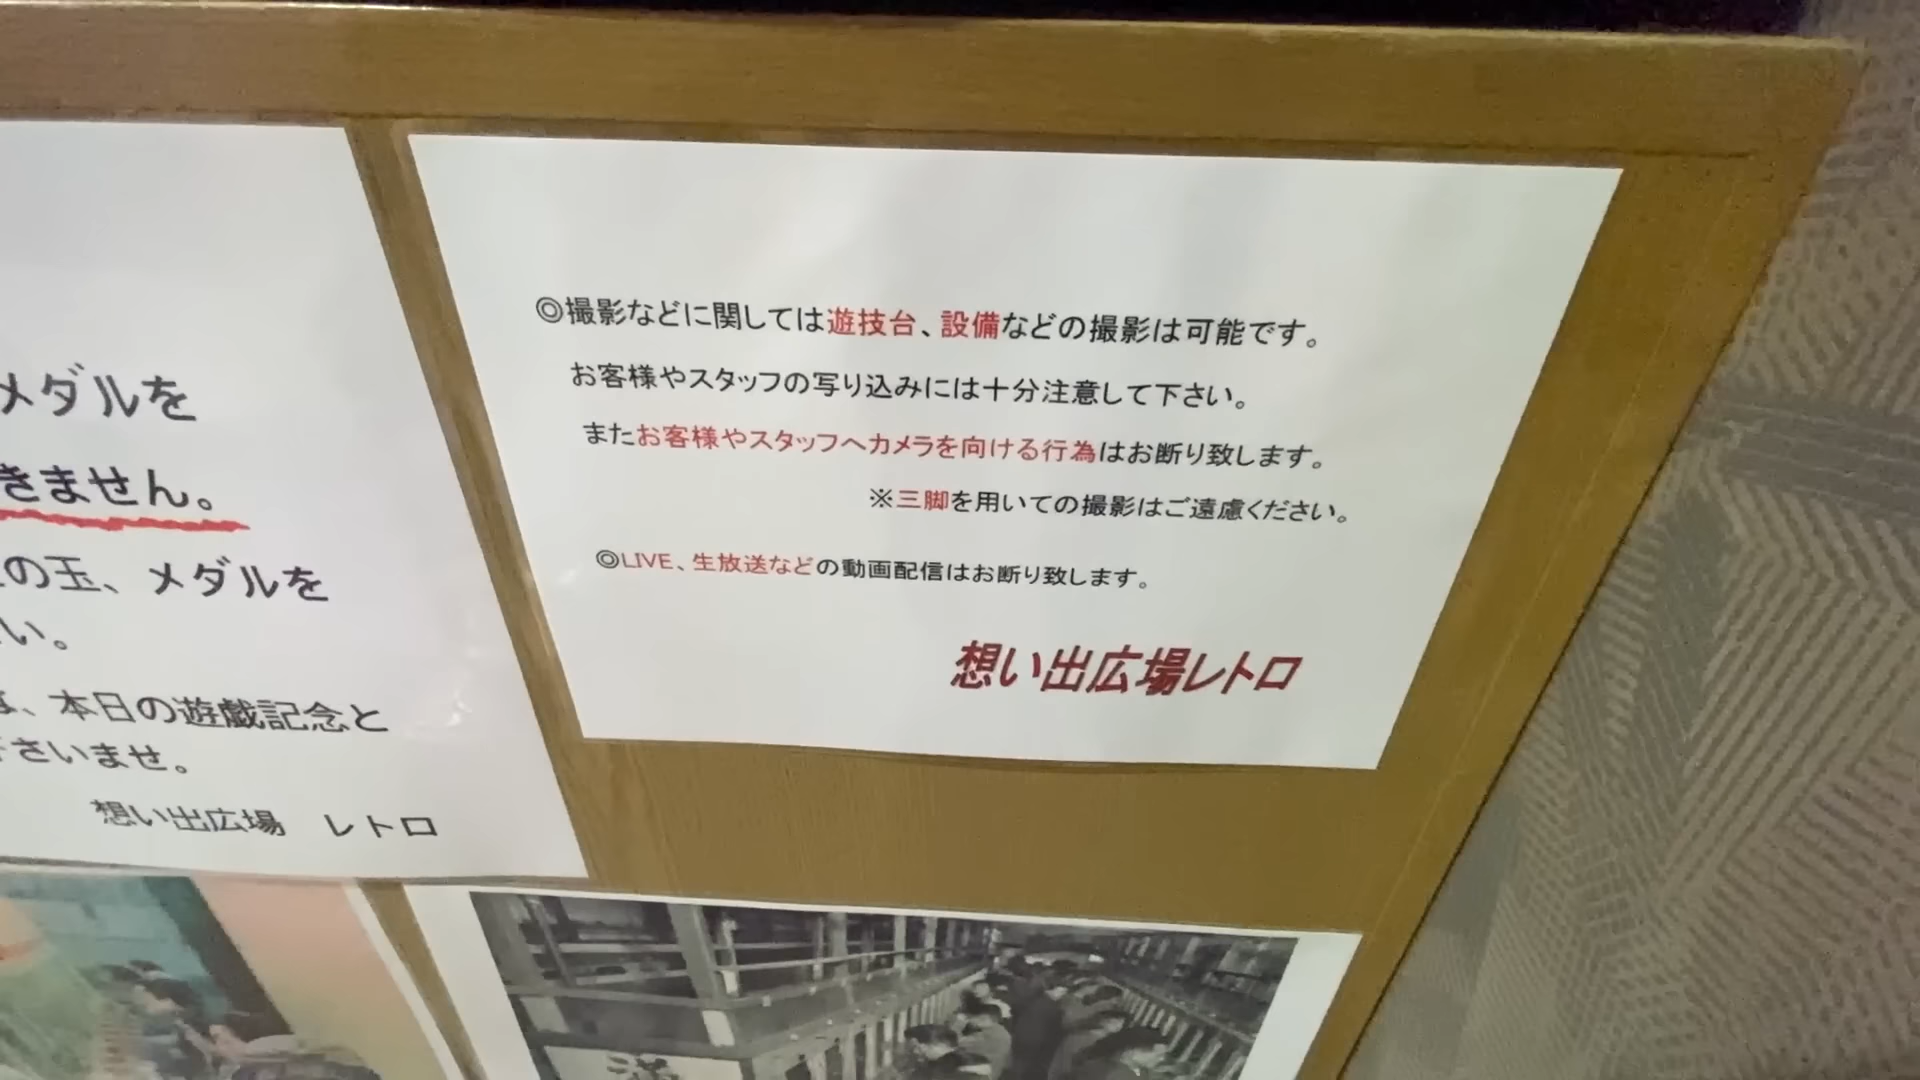 メダルを
きません。
の玉、メダルを
い。
、本日の遊戯記念と
さいませ。
想い出広場 レトロ
◎撮影などに関しては遊技台、設備などの撮影は可能です。
お客様やスタッフの写り込みには十分注意して下さい。
またお客様やスタッフへカメラを向ける行為はお断り致します。
※三脚を用いての撮影はご遠慮ください。
◎LIVE、生放送などの動画配信はお断り致します。
想い出広場レトロ